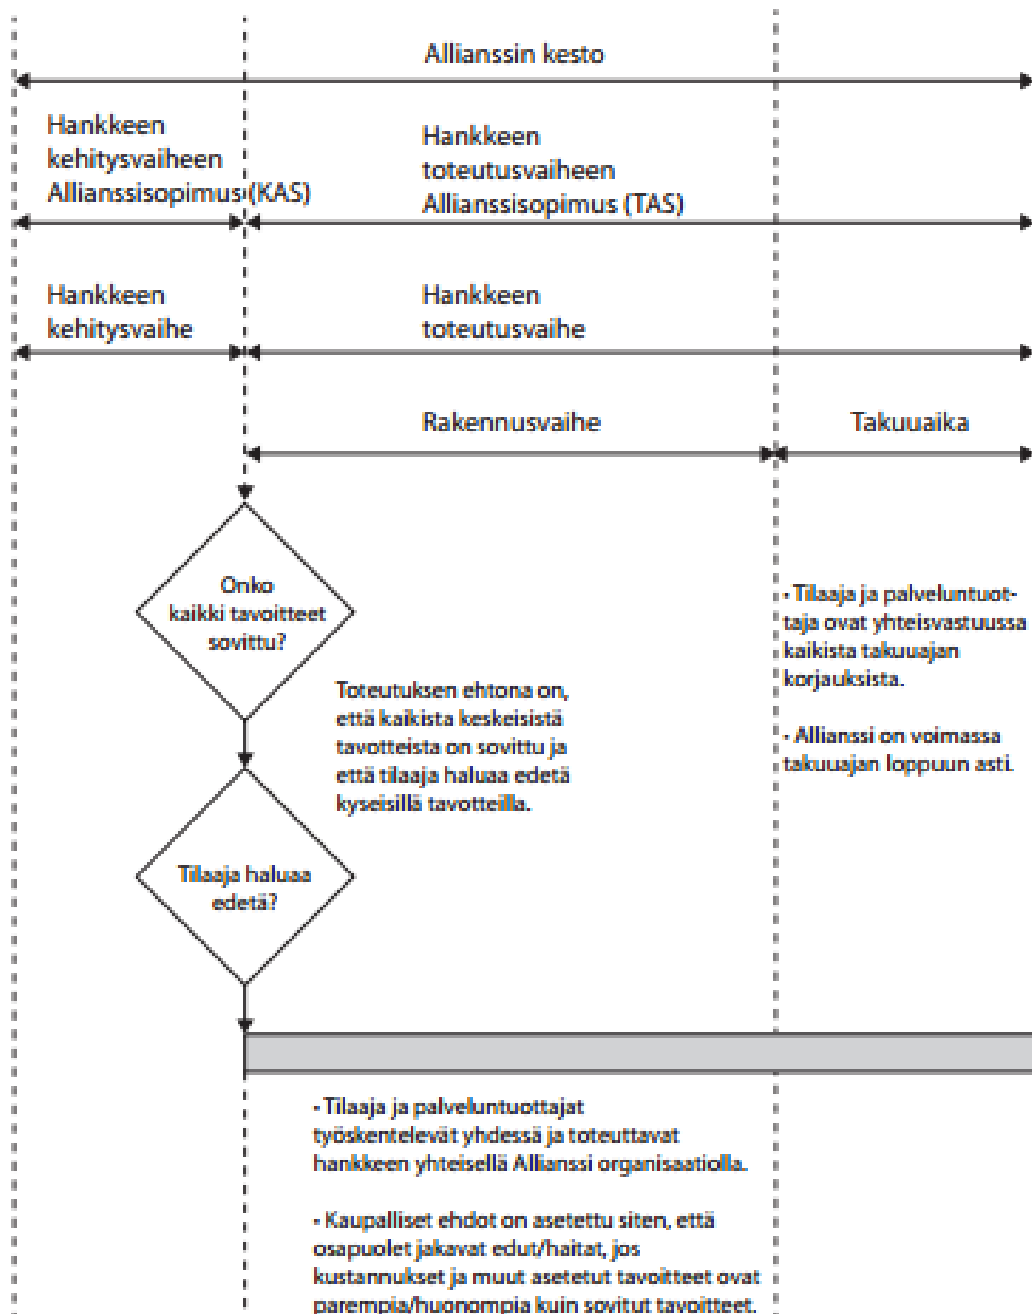 Allianssin kesto
Hankkeen
kehitysvaiheen
Allianssisopimus (KAS)
Hankkeen
toteutusvaiheen
Allianssisopimus (TAS)
Hankkeen
kehitysvaihe
Hankkeen
toteutusvaihe
Rakennusvaihe
Takuuaika
Onko
kaikki tavoitteet
sovittu?
Toteutuksen ehtona on,
että kaikista keskeisistä
tavotteista on sovittu ja
että tilaaja haluaa edetä
kyseisillä tavotteilla.
- Tilaaja ja palveluntuot-
taja ovat yhteisvastuussa
kaikista takuuajan
korjauksista.
- Allianssi on voimassa
takuuajan loppuun asti.
Tilaaja haluaa
edetä?
- Tilaaja ja palveluntuottajat
työskentelevät yhdessä ja toteuttavat
hankkeen yhteisellä Allianssi organisaatiolla.
- Kaupalliset ehdot on asetettu siten, että
osapuolet jakavat edut/haitat, jos
kustannukset ja muut asetetut tavoitteet ovat
parempia/huonompia kuin sovitut tavoitteet.